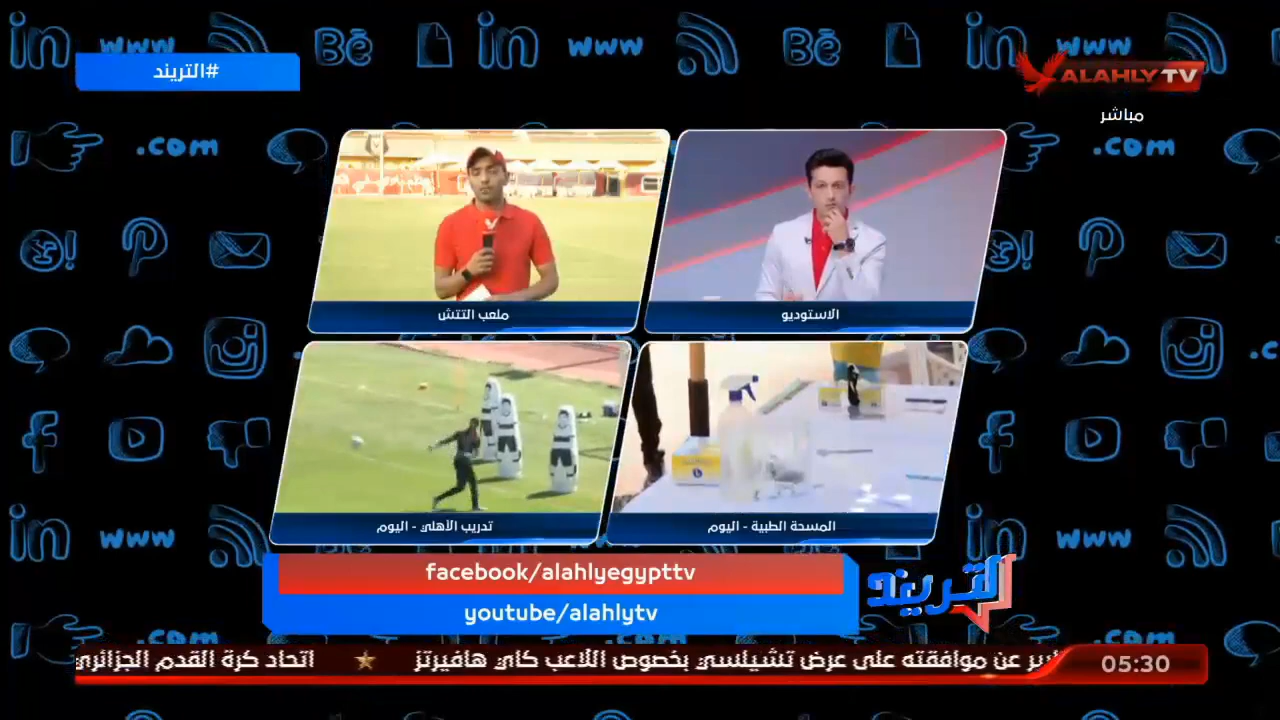 #التريند
ALAHLY TV
مباشر
الاستوديو
ملعب التتش
المسحة الطبية - اليوم
تدريب الأهلي - اليوم
facebook/alahlyegypttv
youtube/alahlytv
التريند
عن موافقته على عرض تشيلسي بخصوص اللاعب كاي هافيرتز ★ اتحاد كرة القدم الجزائري
05:30